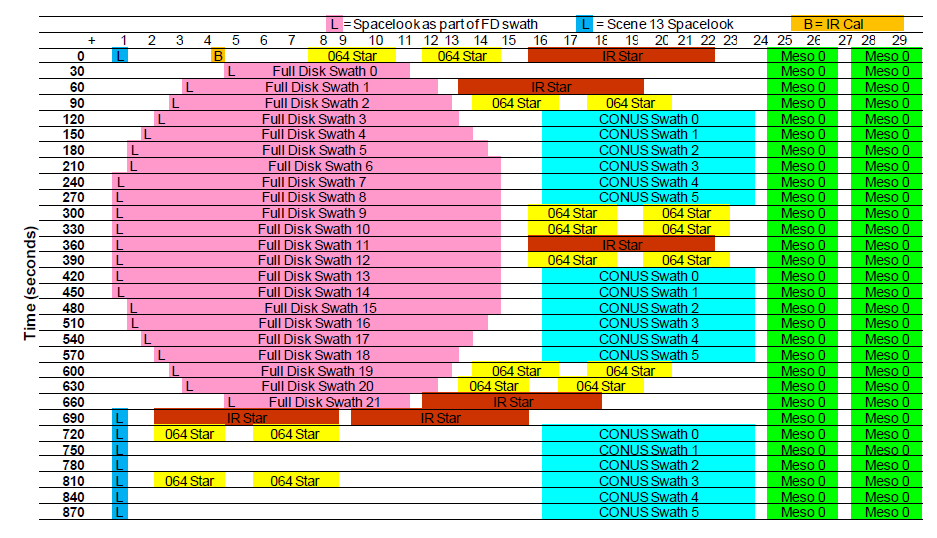 L = Spacelook as part of FD swath L = Scene 13 Spacelook B = IR Cal
+ 1 2 3 4 5 6 7 8 9 10 11 12 13 14 15 16 17 18 19 20 21 22 23 24 25 26 27 28 29
0 L B 064 Star 064 Star IR Star Meso 0 Meso 0
30 L Full Disk Swath 0 Meso 0 Meso 0
60 L Full Disk Swath 1 IR Star Meso 0 Meso 0
90 L Full Disk Swath 2 064 Star 064 Star Meso 0 Meso 0
120 L Full Disk Swath 3 CONUS Swath 0 Meso 0 Meso 0
150 L Full Disk Swath 4 CONUS Swath 1 Meso 0 Meso 0
180 L Full Disk Swath 5 CONUS Swath 2 Meso 0 Meso 0
210 L Full Disk Swath 6 CONUS Swath 3 Meso 0 Meso 0
240 L Full Disk Swath 7 CONUS Swath 4 Meso 0 Meso 0
270 L Full Disk Swath 8 CONUS Swath 5 Meso 0 Meso 0
300 L Full Disk Swath 9 064 Star 064 Star Meso 0 Meso 0
330 L Full Disk Swath 10 064 Star 064 Star Meso 0 Meso 0
360 L Full Disk Swath 11 IR Star Meso 0 Meso 0
390 L Full Disk Swath 12 064 Star 064 Star Meso 0 Meso 0
420 L Full Disk Swath 13 CONUS Swath 0 Meso 0 Meso 0
450 L Full Disk Swath 14 CONUS Swath 1 Meso 0 Meso 0
480 L Full Disk Swath 15 CONUS Swath 2 Meso 0 Meso 0
510 L Full Disk Swath 16 CONUS Swath 3 Meso 0 Meso 0
540 L Full Disk Swath 17 CONUS Swath 4 Meso 0 Meso 0
570 L Full Disk Swath 18 CONUS Swath 5 Meso 0 Meso 0
600 L Full Disk Swath 19 064 Star 064 Star Meso 0 Meso 0
630 L Full Disk Swath 20 064 Star 064 Star Meso 0 Meso 0
660 L Full Disk Swath 21 IR Star Meso 0 Meso 0
690 L IR Star IR Star Meso 0 Meso 0
720 L 064 Star 064 Star CONUS Swath 0 Meso 0 Meso 0
750 L CONUS Swath 1 Meso 0 Meso 0
780 L CONUS Swath 2 Meso 0 Meso 0
810 L 064 Star 064 Star CONUS Swath 3 Meso 0 Meso 0
840 L CONUS Swath 4 Meso 0 Meso 0
870 L CONUS Swath 5 Meso 0 Meso 0
Time (seconds)